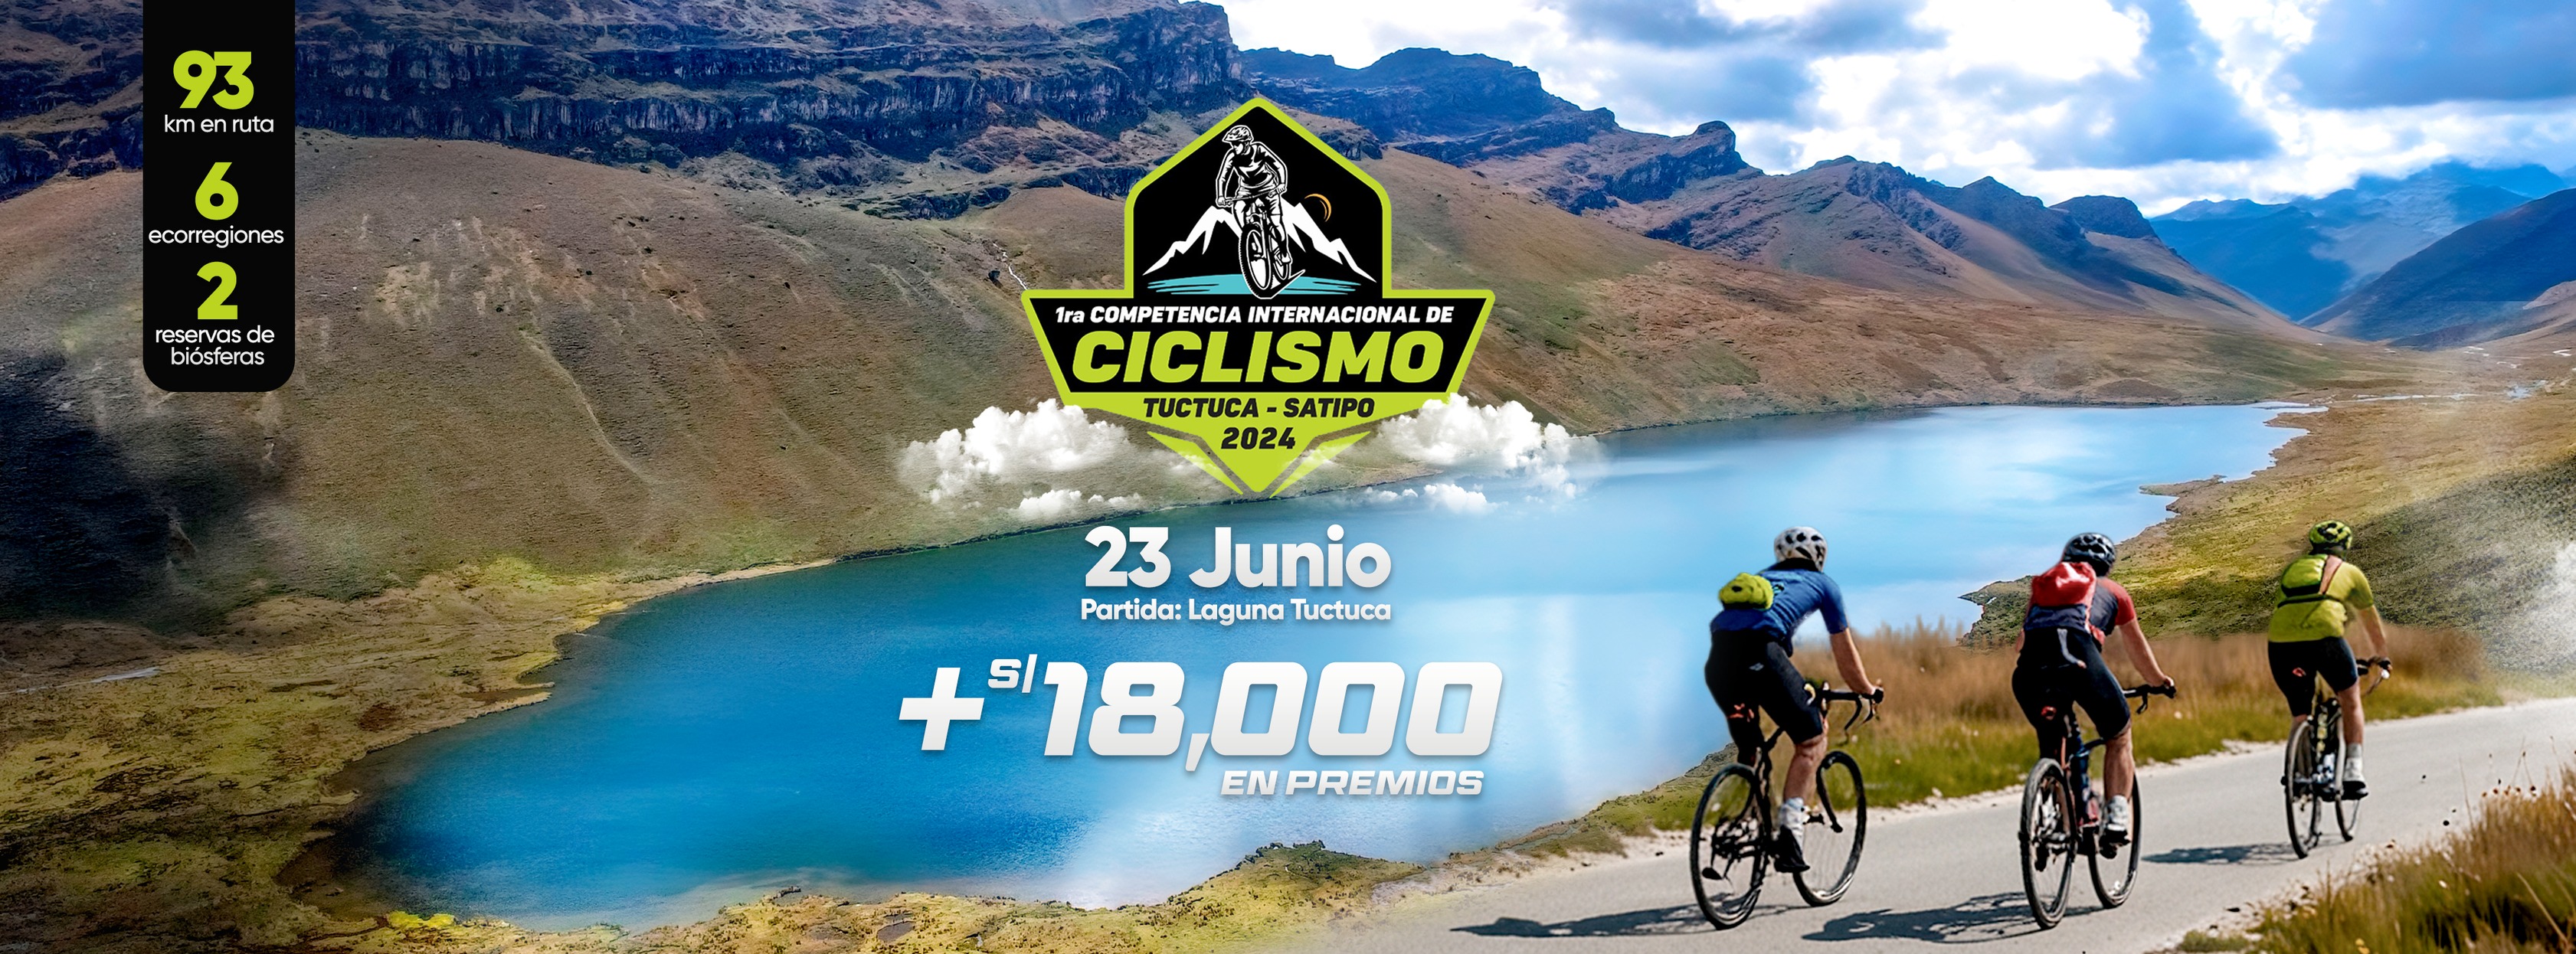 93
km en ruta
6
ecorregiones
2
reservas de
biósferas
1ra COMPETENCIA INTERNACIONAL DE
CICLISMO
TUCTUCA - SATIPO
2024
23 Junio
Partida: Laguna Tuctuca
+S/18,000
EN PREMIOS